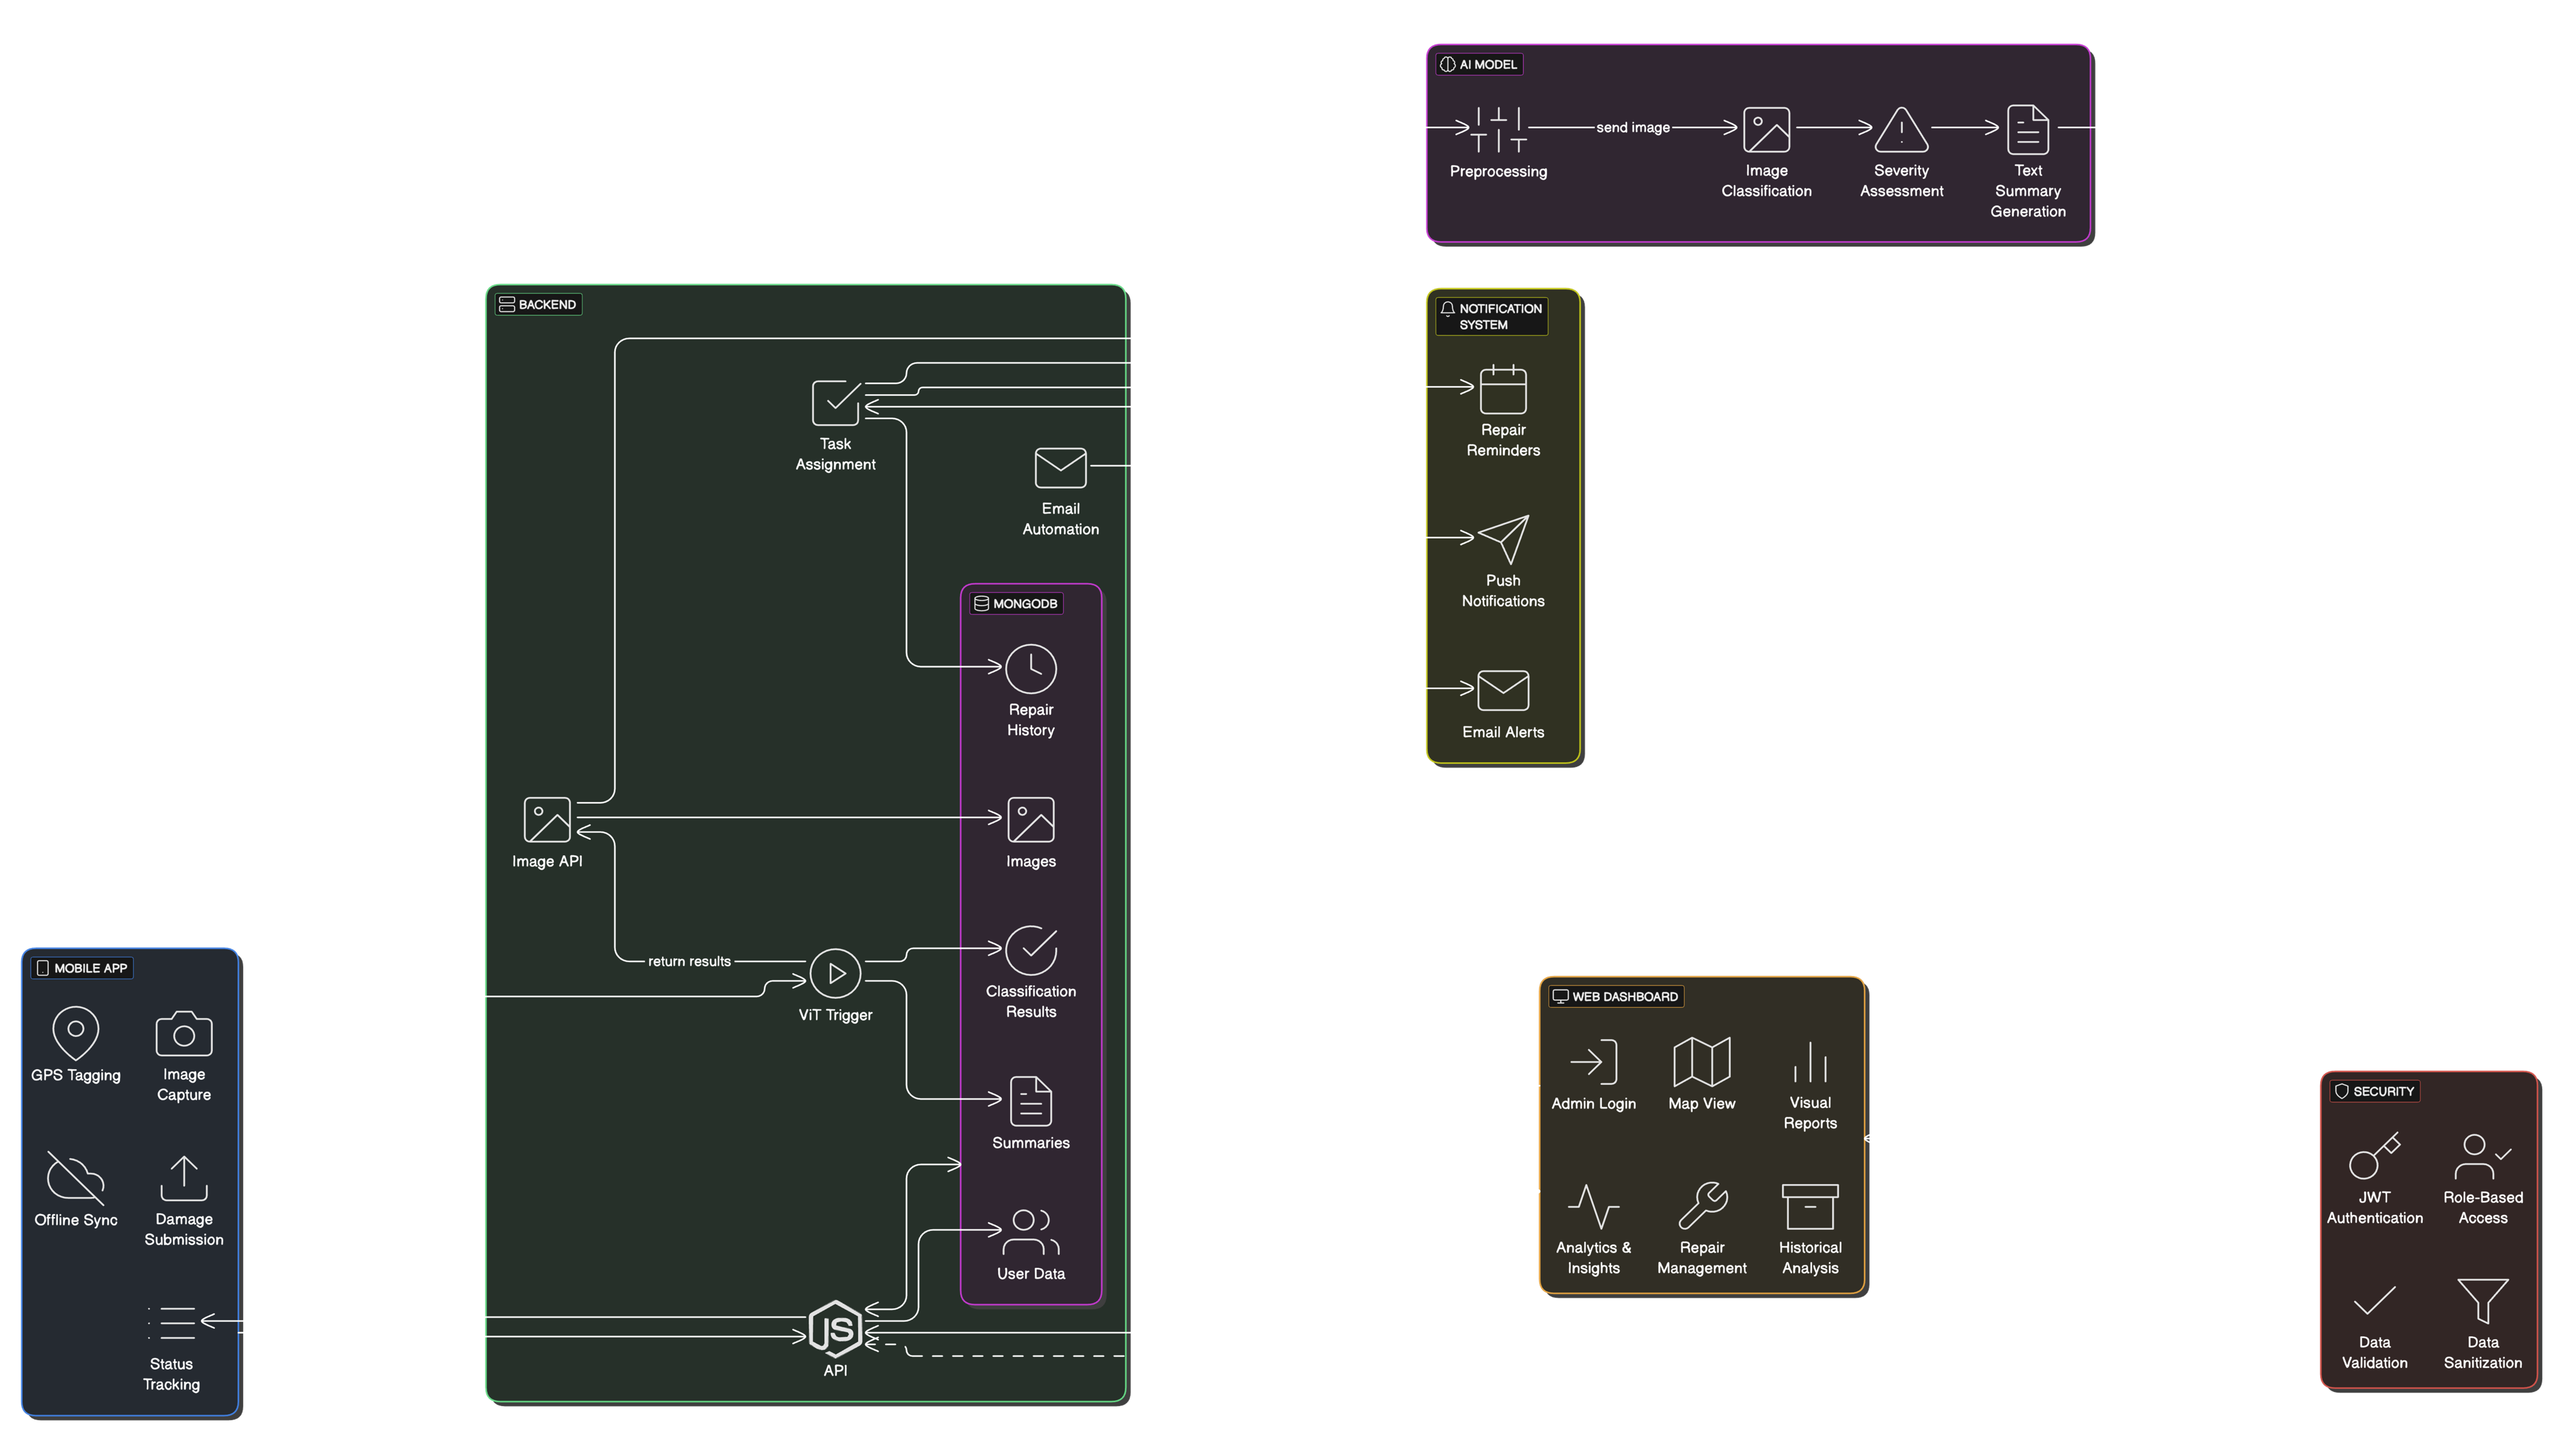 AI MODEL
send image
Preprocessing
Image
Classification
Severity
Assessment
Text
Summary
Generation
BACKEND
Task
Assignment
Email
Automation
MONGODB
Repair
History
Image API
Images
return results
ViT Trigger
Classification
Results
Summaries
User Data
JS
API
NOTIFICATION
SYSTEM
Repair
Reminders
Push
Notifications
Email Alerts
MOBILE APP
GPS Tagging
Image
Capture
Offline Sync
Damage
Submission
Status
Tracking
WEB DASHBOARD
Admin Login
Map View
Visual
Reports
Analytics &
Insights
Repair
Management
Historical
Analysis
SECURITY
JWT
Authentication
Role-Based
Access
Data
Validation
Data
Sanitization